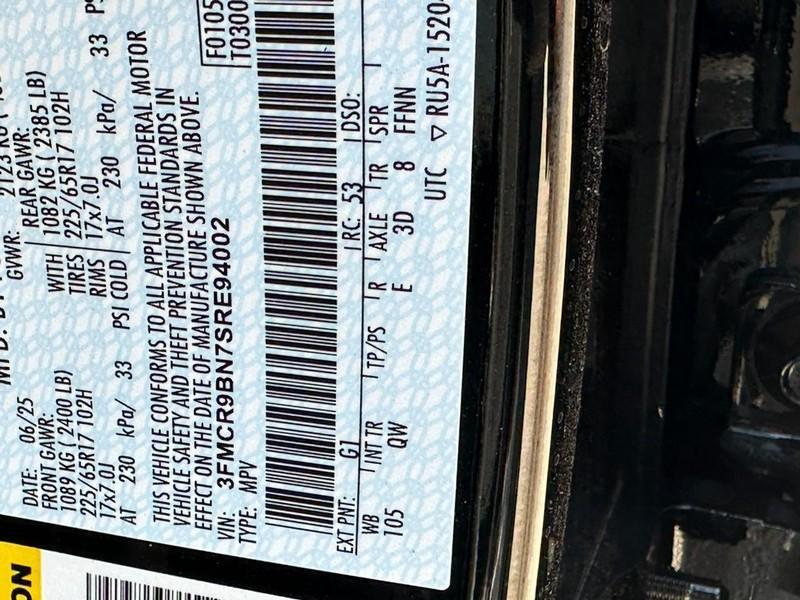 DATE: 06/25
GVWR:
FRONT GAWR:
REAR GAWR:
1089 KG ( 2400 LB)
WITH
1082 KG ( 2385 LB)
225/65R17 102H
TIRES
225/65R17 102H
17x7.0J
RIMS
17x7.0J
AT 230 kPa/ 33 PSI COLD
AT 230 kPa/ 33
THIS VEHICLE CONFORMS TO ALL APPLICABLE FEDERAL MOTOR
VEHICLE SAFETY AND THEFT PREVENTION STANDARDS IN
EFFECT ON THE DATE OF MANUFACTURE SHOWN ABOVE.
VIN: 3FMCR9BN7SRE94002
TYPE: MPV
F0105
T0300
EXT PNT: G1 RC: 53 DSO:
WB INT TR TP/PS R AXLE TR SPR
105 QW E 3D 8 FFNN
UTC ▽ RU5A-1520
ON